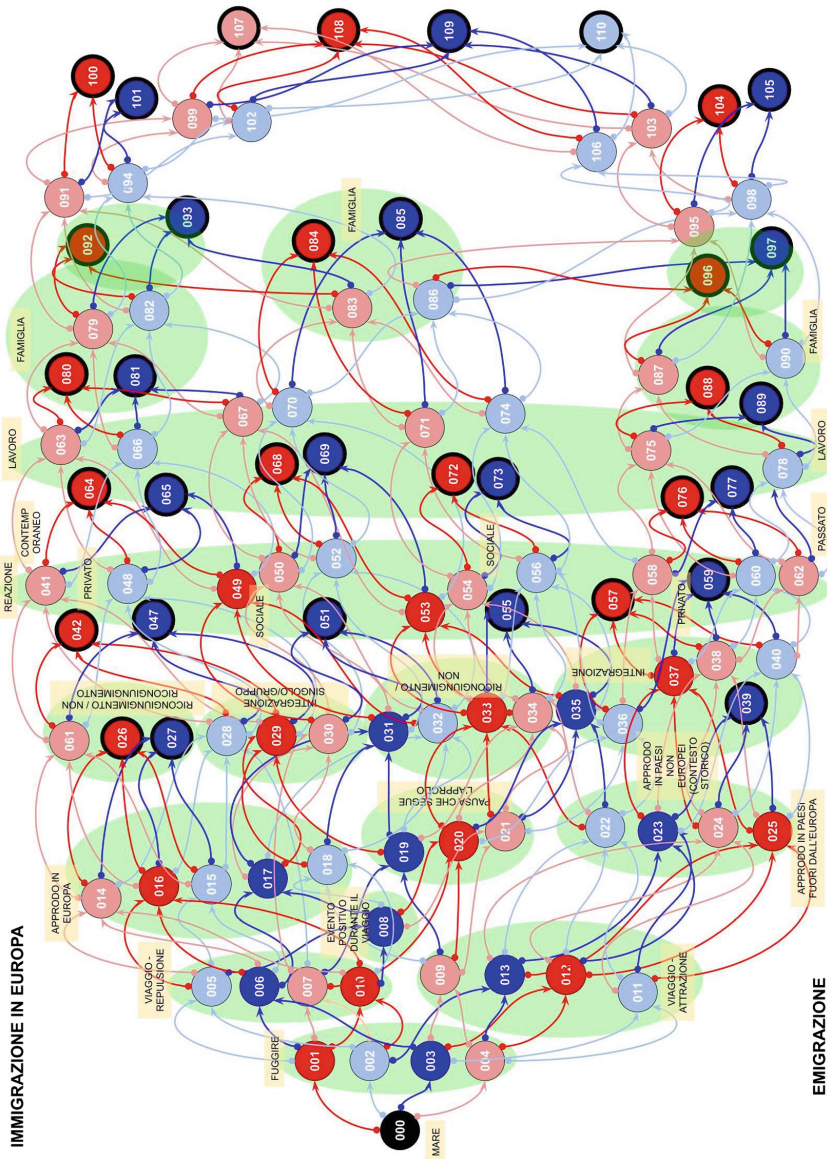 EMIGRAZIONE
IMMIGRAZIONE IN EUROPA
MARE
000
FUGGIRE
004
003
002
001
VIAGGIO -
ATTRAZIONE
011
012
013
009
010
007
006
005
VIAGGIO -
REPULSIONE
EVENTO
POSITIVO
DURANTE IL
VIAGGIO
008
APPRODO IN PAESI
FUORI DALL'EUROPA
025
024
023
022
021
020
019
018
017
015
016
014
APPRODO IN
EUROPA
APPRODO
IN PAESI
NON
EUROPEI
(CONTESTO
STORICO)
PAUSA CHE SEGUE
L'APPRODO
039
040
038
037
036
035
034
033
032
031
030
029
028
027
026
061
INTEGRAZIONE
RICONGIUNGIMENTO /
NON
INTEGRAZIONE
SINGOLO/GRUPPO
RICONGIUNGIMENTO / NON
RICONGIUNGIMENTO
PRIVATO
059
057
055
051
047
042
SOCIALE
PASSATO
062
060
058
056
054
053
052
050
049
048
041
PRIVATO
REAZIONE
CONTEMP
ORANEO
SOCIALE
077
076
073
072
069
068
065
064
LAVORO
078
075
074
071
070
067
066
063
LAVORO
089
088
081
080
FAMIGLIA
090
087
086
083
082
079
FAMIGLIA
097
096
085
084
FAMIGLIA
093
092
098
095
094
091
106
103
102
099
105
104
101
100
110
109
108
107